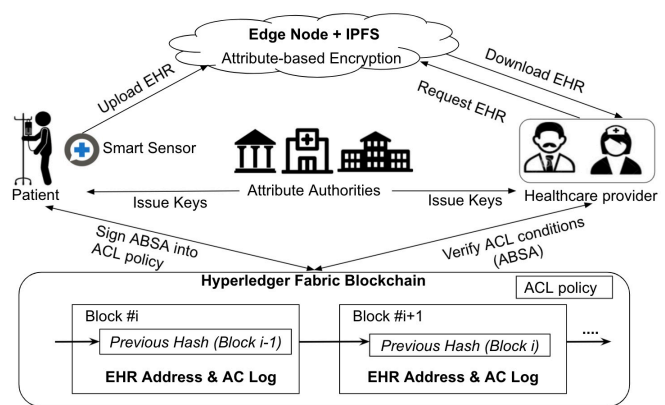 Edge Node + IPFS
Attribute-based Encryption
Upload EHR
Download EHR
Request EHR
Smart Sensor
Patient
Attribute Authorities
Healthcare provider
Issue Keys
Issue Keys
Sign ABSA into
ACL policy
Verify ACL conditions
(ABSA)
Hyperledger Fabric Blockchain
ACL policy
Block #i
Previous Hash (Block i-1)
EHR Address & AC Log
Block #i+1
Previous Hash (Block i)
EHR Address & AC Log
....